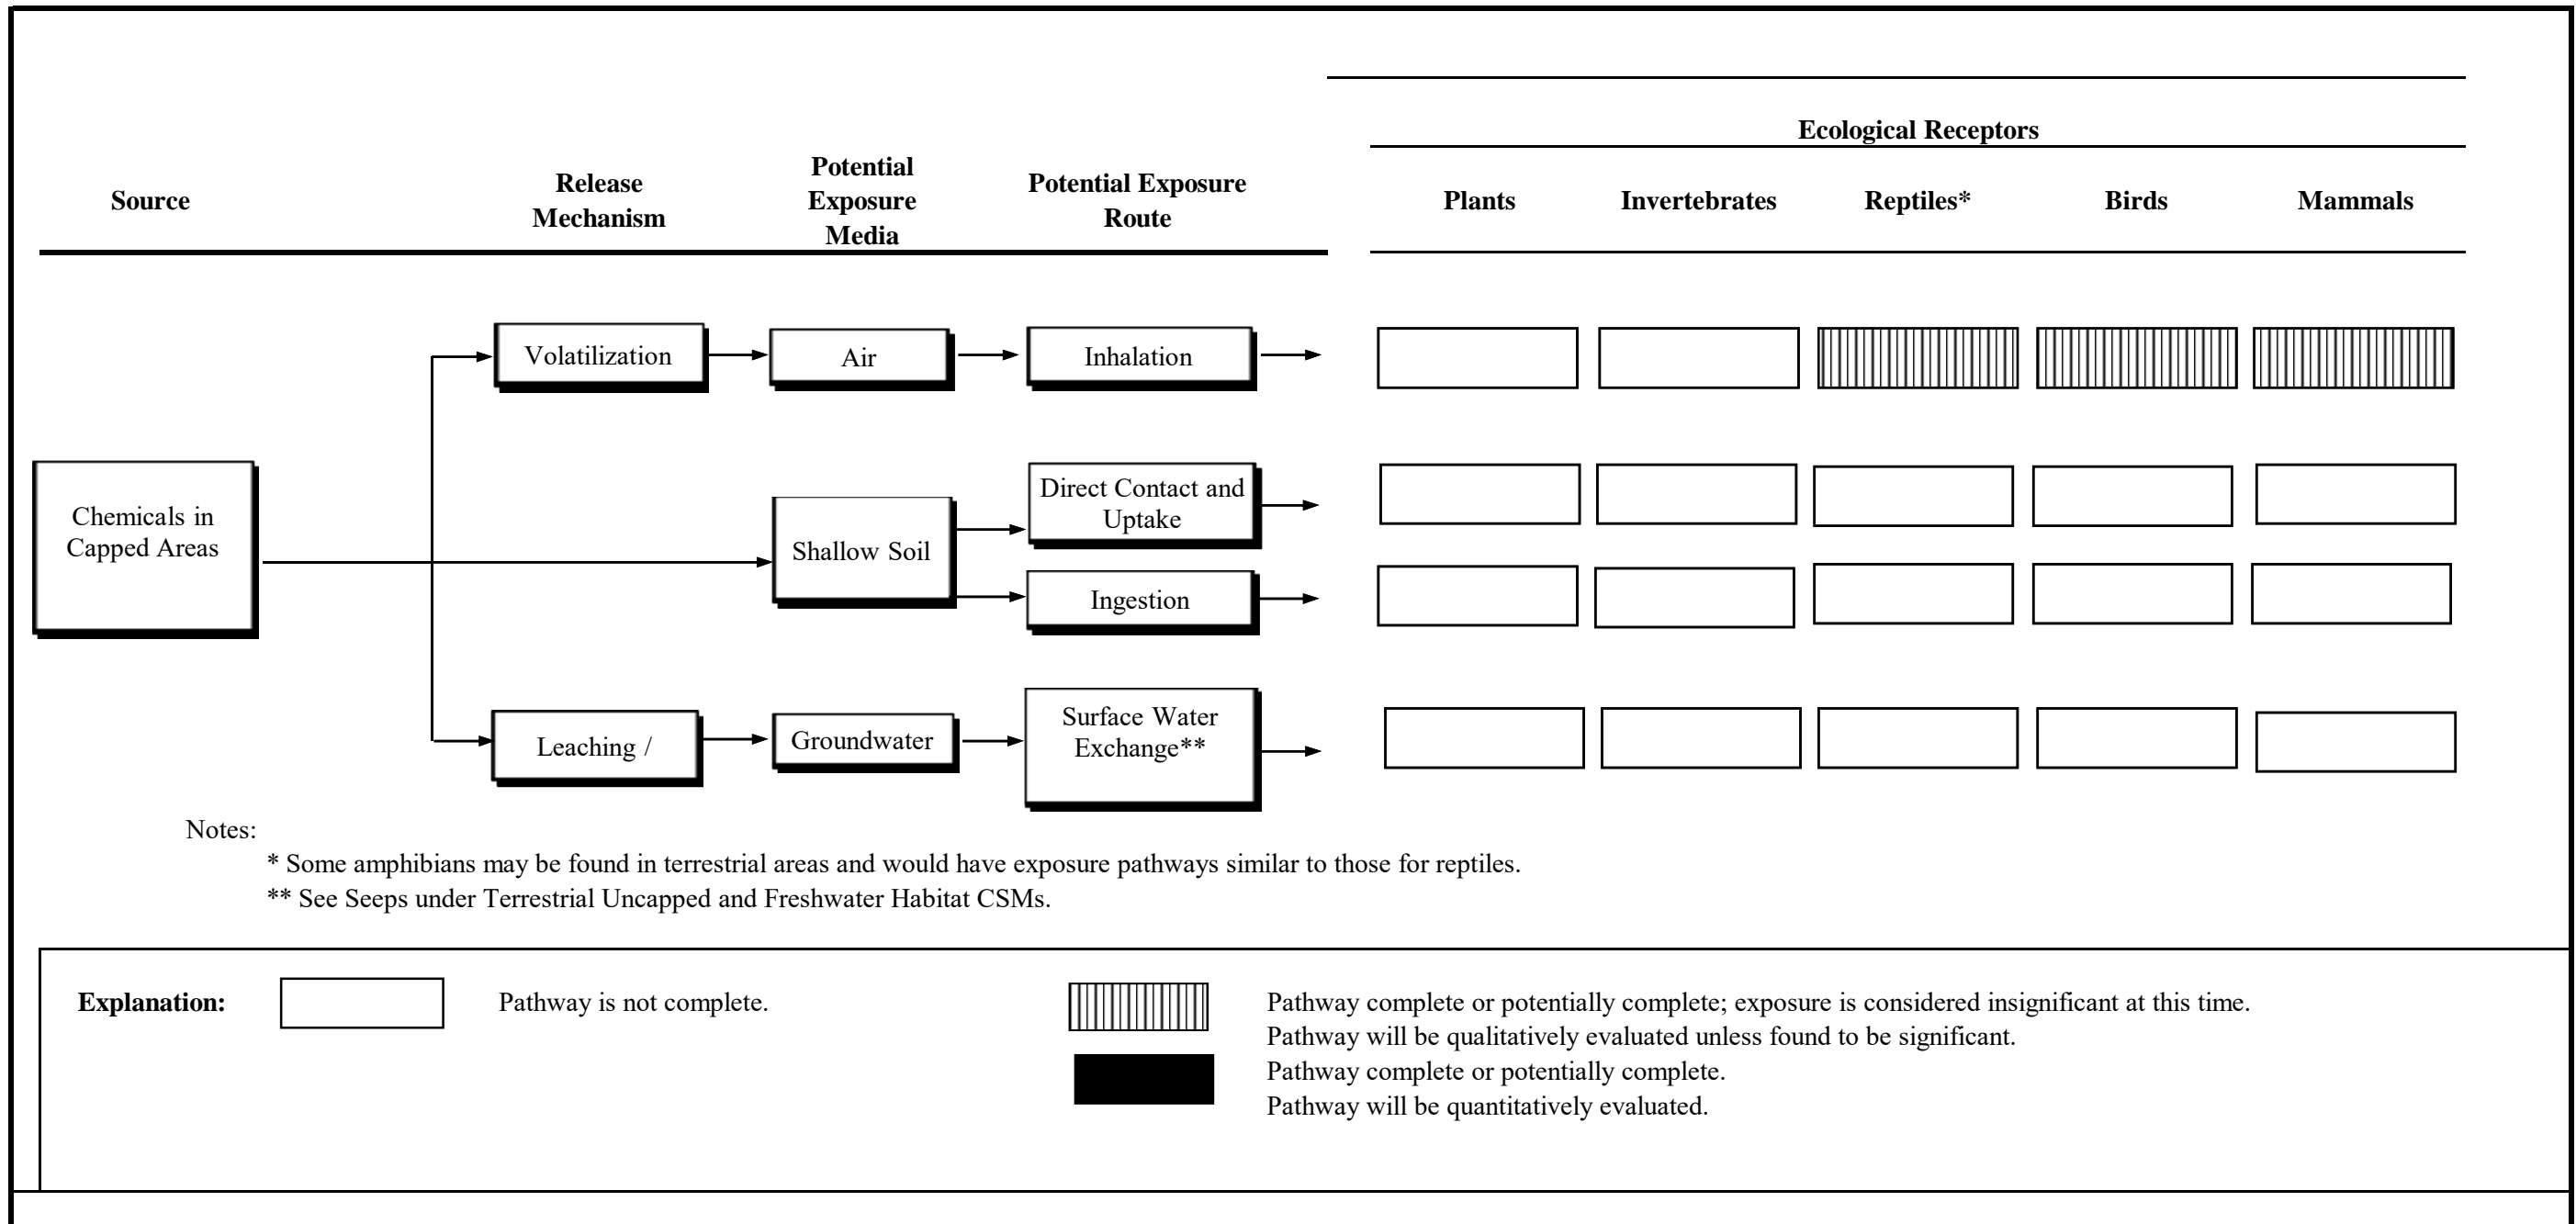 Ecological Receptors
Source
Release
Mechanism
Potential
Exposure
Media
Potential Exposure
Route
Plants
Invertebrates
Reptiles*
Birds
Mammals
Volatilization
Air
Inhalation
Chemicals in
Capped Areas
Shallow Soil
Direct Contact and
Uptake
Ingestion
Leaching /
Groundwater
Surface Water
Exchange**
Notes:
* Some amphibians may be found in terrestrial areas and would have exposure pathways similar to those for reptiles.
** See Seeps under Terrestrial Uncapped and Freshwater Habitat CSMs.
Explanation:
Pathway is not complete.
Pathway complete or potentially complete; exposure is considered insignificant at this time.
Pathway will be qualitatively evaluated unless found to be significant.
Pathway complete or potentially complete.
Pathway will be quantitatively evaluated.